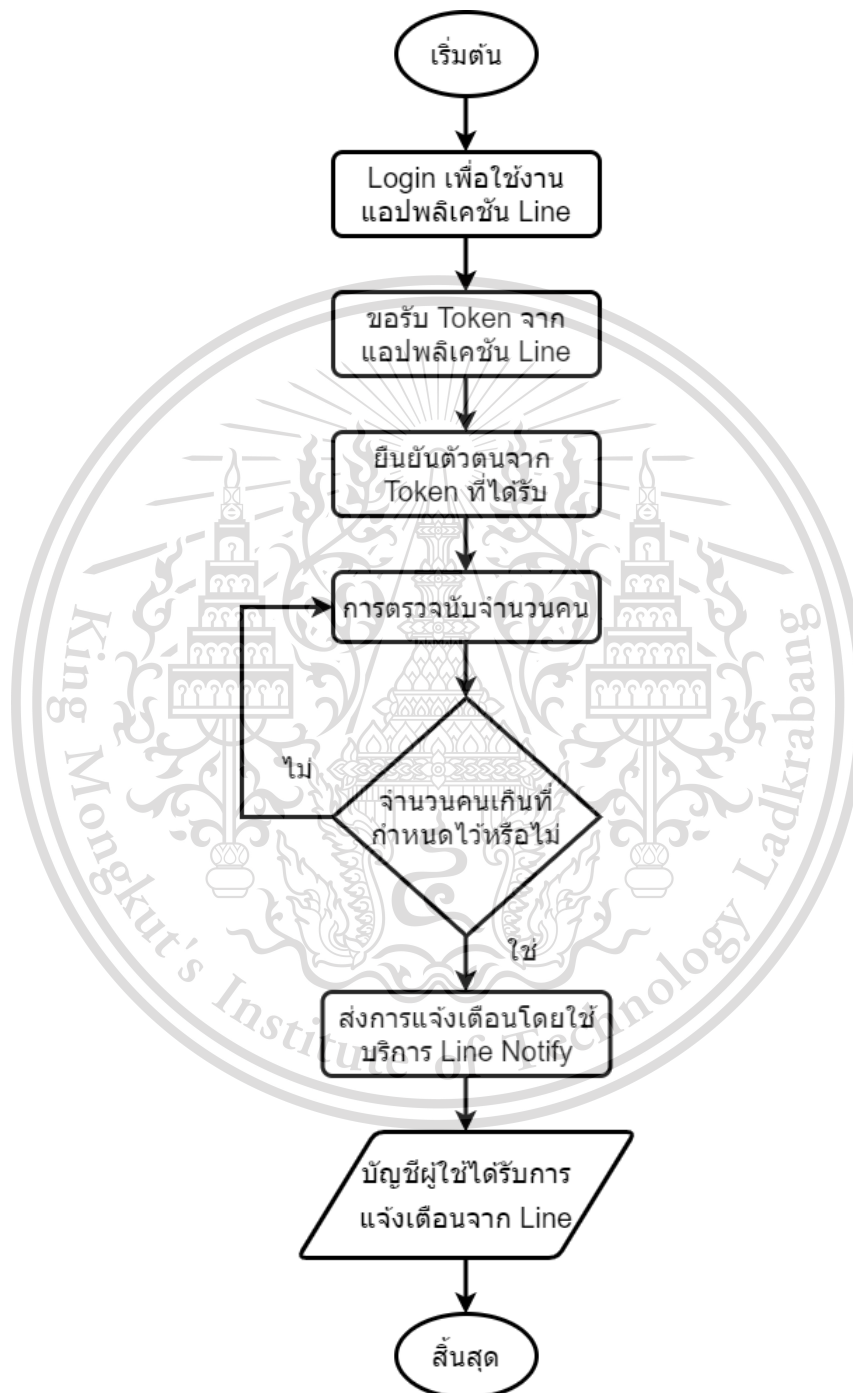 เริ่มต้น
Login เพื่อใช้งาน
แอปพลิเคชัน Line
ขอรับ Token จาก
แอปพลิเคชัน Line
ยืนยันตัวตนจาก
Token ที่ได้รับ
การตรวจนับจำนวนคน
ไม่
จำนวนคนเกินที่
กำหนดไว้หรือไม่
ใช่
ส่งการแจ้งเตือนโดยใช้
บริการ Line Notify
บัญชีผู้ใช้ได้รับการ
แจ้งเตือนจาก Line
สิ้นสุด
King Mongkut's Institute of Technology Ladkrabang